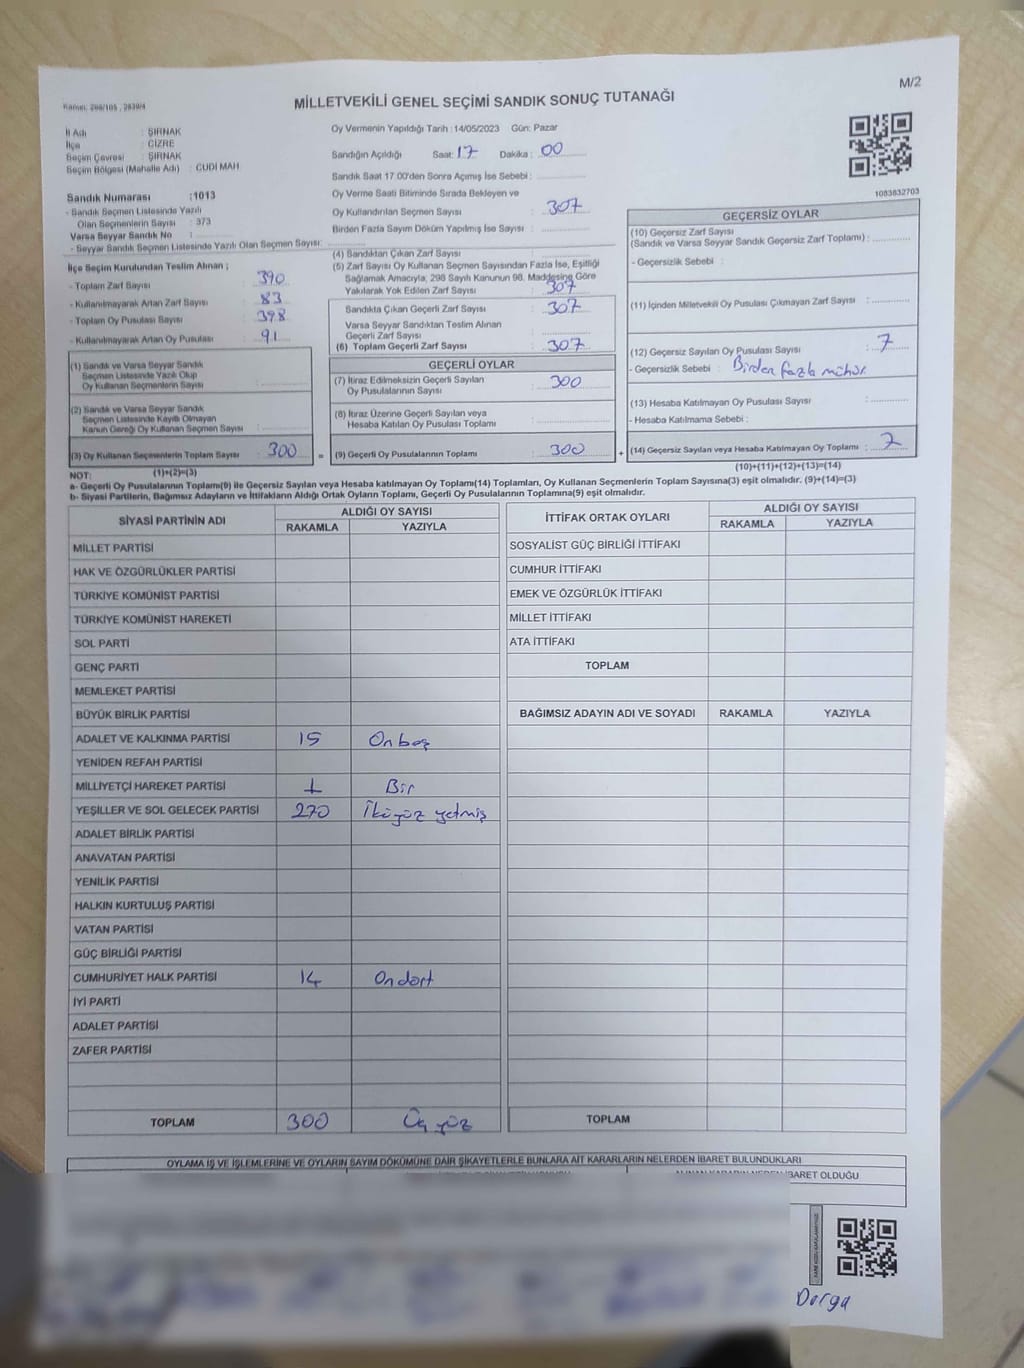 M/2
Kanun: 298/105 , 2839/4
MİLLETVEKİLİ GENEL SEÇİMİ SANDIK SONUÇ TUTANAĞI
İl Adı : ŞIRNAK
İlçe : CİZRE
Seçim Çevresi : ŞIRNAK
Seçim Bölgesi (Mahalle Adı) : CUDİ MAH.
Sandık Numarası :1013
- Sandık Seçmen Listesinde Yazılı
Olan Seçmenlerin Sayısı : 373
Varsa Seyyar Sandık No :
- Seyyar Sandık Seçmen Listesinde Yazılı Olan Seçmen Sayısı:
Oy Vermenin Yapıldığı Tarih :14/05/2023 Gün: Pazar
Sandığın Açıldığı Saat: 17 Dakika : 00
Sandık Saat 17.00'den Sonra Açımış İse Sebebi :
Oy Verme Saati Bitiminde Sırada Bekleyen ve
Oy Kullandırılan Seçmen Sayısı : 307
Birden Fazla Sayım Döküm Yapılmış İse Sayısı :
1083832703
İlçe Seçim Kurulundan Teslim Alınan ;
- Toplam Zarf Sayısı : 390
- Kullanılmayarak Artan Zarf Sayısı : 83
- Toplam Oy Pusulası Sayısı : 398
- Kullanılmayarak Artan Oy Pusulası : 91
(4) Sandıktan Çıkan Zarf Sayısı
(5) Zarf Sayısı Oy Kullanan Seçmen Sayısından Fazla İse, Eşitliği
Sağlamak Amacıyla, 298 Sayılı Kanunun 98. Maddesine Göre
Yakılarak Yok Edilen Zarf Sayısı : 307
Sandıkta Çıkan Geçerli Zarf Sayısı : 307
Varsa Seyyar Sandıktan Teslim Alınan
Geçerli Zarf Sayısı :
(6) Toplam Geçerli Zarf Sayısı : 307
GEÇERSİZ OYLAR
(10) Geçersiz Zarf Sayısı
(Sandık ve Varsa Seyyar Sandık Geçersiz Zarf Toplamı) :
- Geçersizlik Sebebi :
(11) İçinden Milletvekili Oy Pusulası Çıkmayan Zarf Sayısı :
(12) Geçersiz Sayılan Oy Pusulası Sayısı : 7
- Geçersizlik Sebebi : Birden fazla mühür.
(13) Hesaba Katılmayan Oy Pusulası Sayısı :
- Hesaba Katılmama Sebebi :
(14) Geçersiz Sayılan veya Hesaba Katılmayan Oy Toplamı : 7
(10)+(11)+(12)+(13)=(14)
(1) Sandık ve Varsa Seyyar Sandık
Seçmen Listesinde Yazılı Olup
Oy Kullanan Seçmenlerin Sayısı :
(2) Sandık ve Varsa Seyyar Sandık
Seçmen Listesinde Kayıtlı Olmayan
Kanun Gereği Oy Kullanan Seçmen Sayısı :
(3) Oy Kullanan Seçmenlerin Toplam Sayısı : 300 =
(1)+(2)=(3)
GEÇERLİ OYLAR
(7) İtiraz Edilmeksizin Geçerli Sayılan
Oy Pusulalarının Sayısı : 300
(8) İtiraz Üzerine Geçerli Sayılan veya
Hesaba Katılan Oy Pusulası Toplamı :
(9) Geçerli Oy Pusulalarının Toplamı : 300 +
NOT:
a- Geçerli Oy Pusulalarının Toplamı(9) ile Geçersiz Sayılan veya Hesaba katılmayan Oy Toplamı(14) Toplamları, Oy Kullanan Seçmenlerin Toplam Sayısına(3) eşit olmalıdır. (9)+(14)=(3)
b- Siyasi Partilerin, Bağımsız Adayların ve İttifakların Aldığı Ortak Oyların Toplamı, Geçerli Oy Pusulalarının Toplamına(9) eşit olmalıdır.
SİYASİ PARTİNİN ADI ALDIĞI OY SAYISI
RAKAMLA YAZIYLA
MİLLET PARTİSİ
HAK VE ÖZGÜRLÜKLER PARTİSİ
TÜRKİYE KOMÜNİST PARTİSİ
TÜRKİYE KOMÜNİST HAREKETİ
SOL PARTİ
GENÇ PARTİ
MEMLEKET PARTİSİ
BÜYÜK BİRLİK PARTİSİ
ADALET VE KALKINMA PARTİSİ 15 Onbeş
YENİDEN REFAH PARTİSİ
MİLLİYETÇİ HAREKET PARTİSİ 1 Bir
YEŞİLLER VE SOL GELECEK PARTİSİ 270 İkiyüz yetmiş
ADALET BİRLİK PARTİSİ
ANAVATAN PARTİSİ
YENİLİK PARTİSİ
HALKIN KURTULUŞ PARTİSİ
VATAN PARTİSİ
GÜÇ BİRLİĞİ PARTİSİ
CUMHURİYET HALK PARTİSİ 14 Ondört
İYİ PARTİ
ADALET PARTİSİ
ZAFER PARTİSİ
TOPLAM 300 Üç yüz
İTTİFAK ORTAK OYLARI ALDIĞI OY SAYISI
RAKAMLA YAZIYLA
SOSYALİST GÜÇ BİRLİĞİ İTTİFAKI
CUMHUR İTTİFAKI
EMEK VE ÖZGÜRLÜK İTTİFAKI
MİLLET İTTİFAKI
ATA İTTİFAKI
TOPLAM
BAĞIMSIZ ADAYIN ADI VE SOYADI RAKAMLA YAZIYLA
TOPLAM
OYLAMA İŞ VE İŞLEMLERİNE VE OYLARIN SAYIM DÖKÜMÜNE DAİR ŞİKAYETLERLE BUNLARA AİT KARARLARIN NELERDEN İBARET BULUNDUKLARI
İBARET OLDUĞU